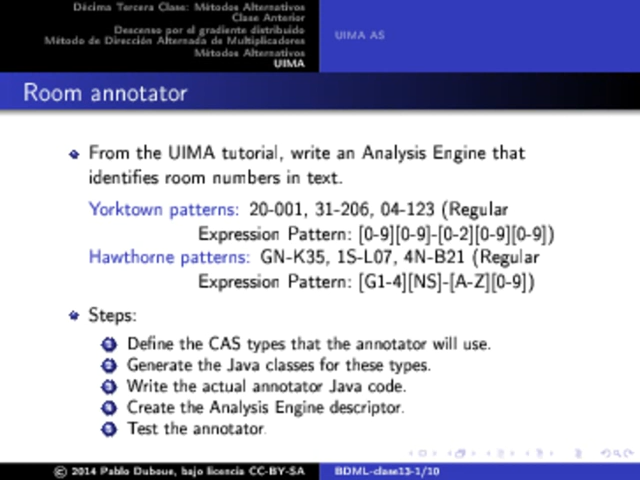 Décima Tercera Clase: Métodos Alternativos
Clase Anterior
Descenso por el gradiente distribuido
Método de Dirección Alternada de Multiplicadores
Métodos Alternativos
UIMA
UIMA AS
Room annotator
From the UIMA tutorial, write an Analysis Engine that
identifies room numbers in text.
Yorktown patterns: 20-001, 31-206, 04-123 (Regular
Expression Pattern: [0-9][0-9]-[0-2][0-9][0-9])
Hawthorne patterns: GN-K35, 1S-L07, 4N-B21 (Regular
Expression Pattern: [G1-4][NS]-[A-Z][0-9])
Steps:
1 Define the CAS types that the annotator will use.
2 Generate the Java classes for these types.
3 Write the actual annotator Java code.
4 Create the Analysis Engine descriptor.
5 Test the annotator.
© 2014 Pablo Duboue, bajo licencia CC-BY-SA
BDML-clase13-1/10